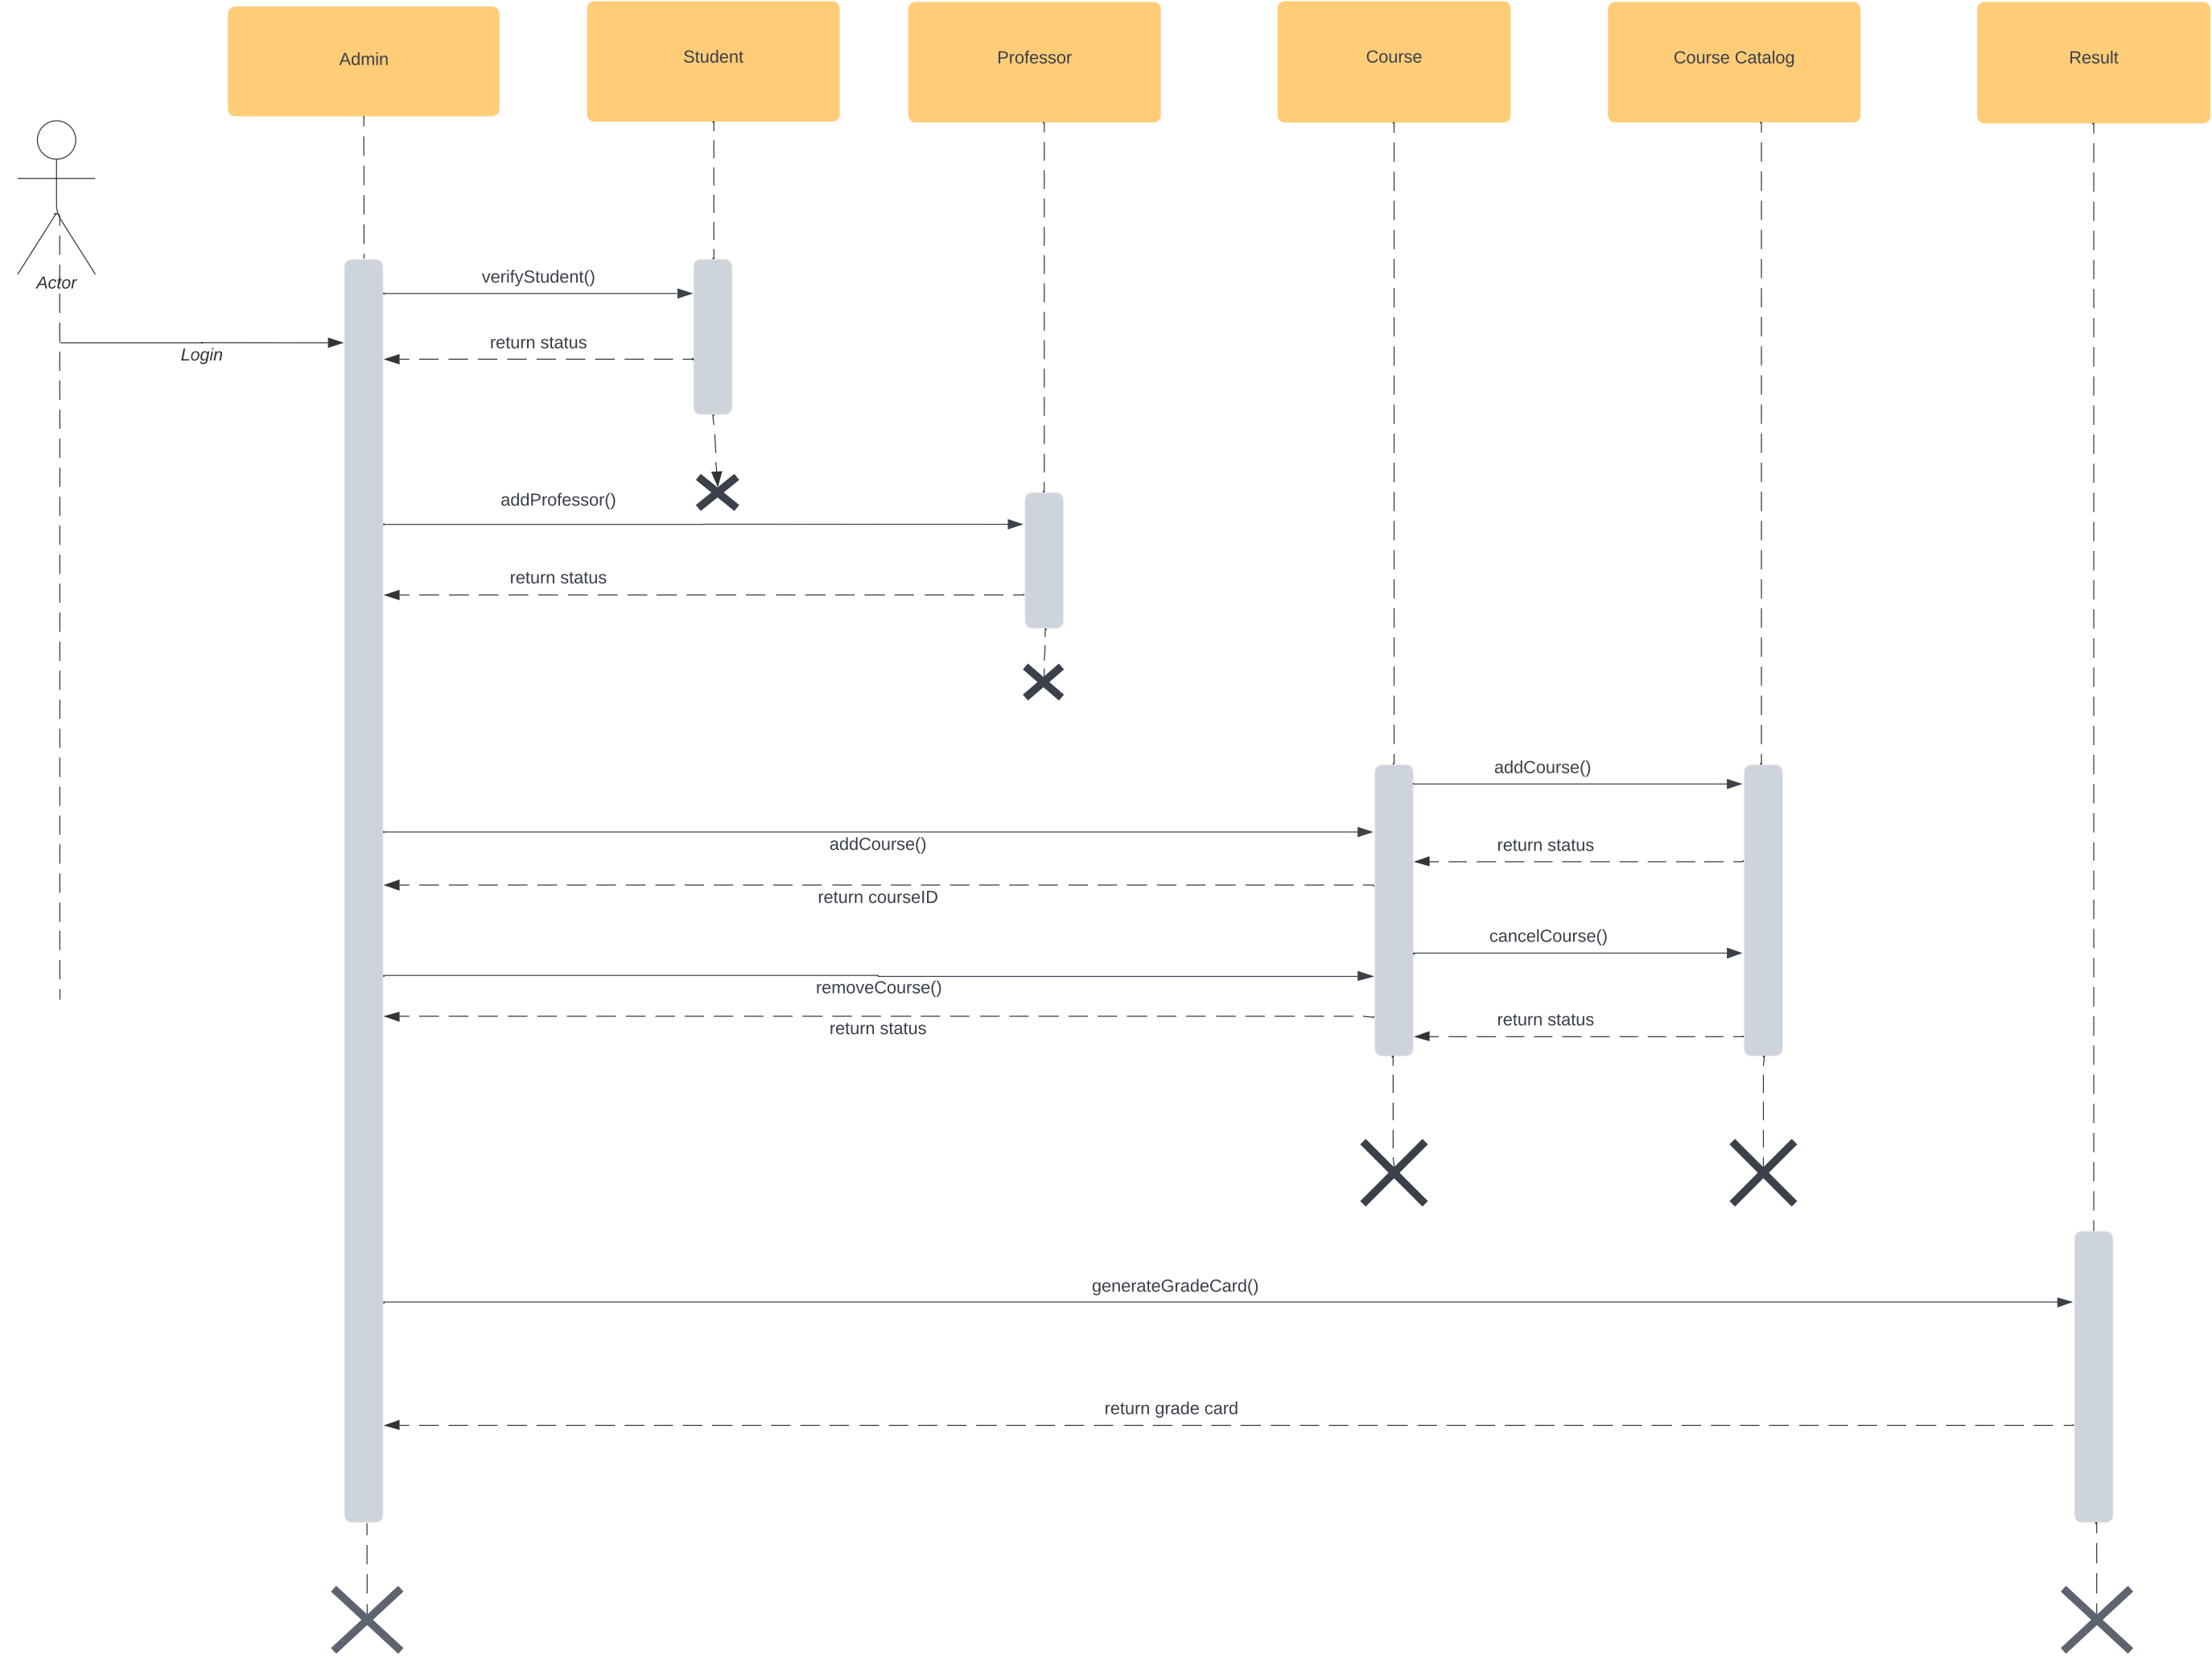 Admin
Student
Professor
Course
Course Catalog
Result
Actor
verifyStudent()
return status
Login
addProfessor()
return status
addCourse()
addCourse()
return status
return courseID
cancelCourse()
removeCourse()
return status
return status
generateGradeCard()
return grade card